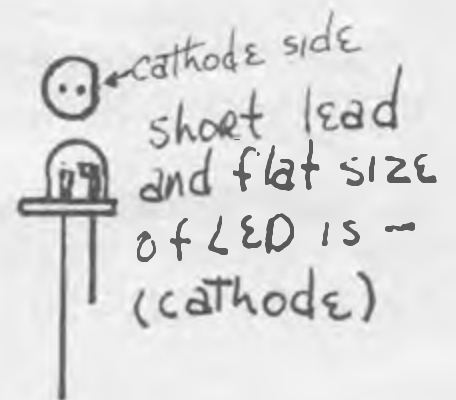 cathode side
short lead
and flat size
of LED is -
(cathode)